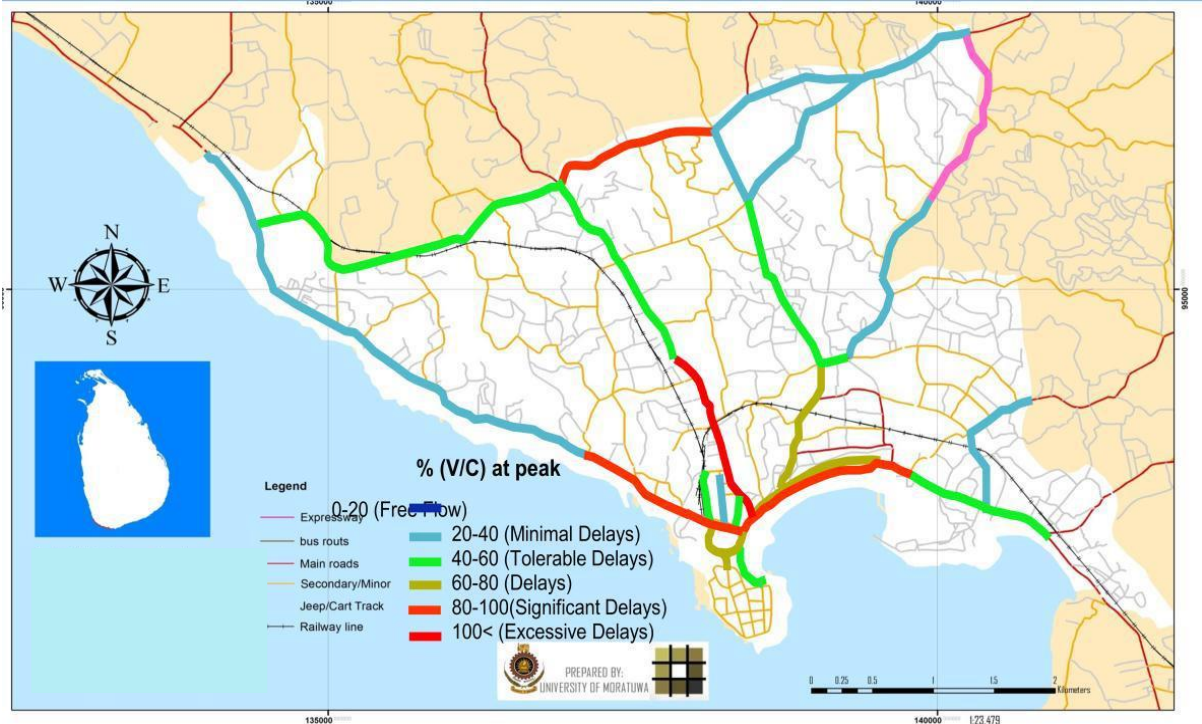 135000
140000
N
W E
S
95000
% (V/C) at peak
Legend
0-20 (Free Flow)
Expressway
20-40 (Minimal Delays)
bus routs
40-60 (Tolerable Delays)
Main roads
60-80 (Delays)
Secondary/Minor
80-100(Significant Delays)
Jeep/Cart Track
100< (Excessive Delays)
Railway line
PREPARED BY:
UNIVERSITY OF MORATUWA
0 0.25 0.5 1 1.5 2
Kilometers
135000
140000
1:23,479